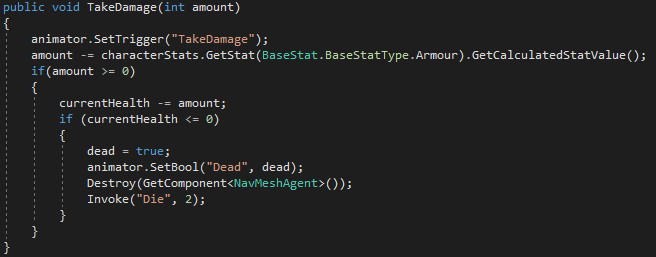 public void TakeDamage(int amount)
{
    animator.SetTrigger("TakeDamage");
    amount -= characterStats.GetStat(BaseStat.BaseStatType.Armour).GetCalculatedStatValue();
    if(amount >= 0)
    {
        currentHealth -= amount;
        if (currentHealth <= 0)
        {
            dead = true;
            animator.SetBool("Dead", dead);
            Destroy(GetComponent<NavMeshAgent>());
            Invoke("Die", 2);
        }
    }
}